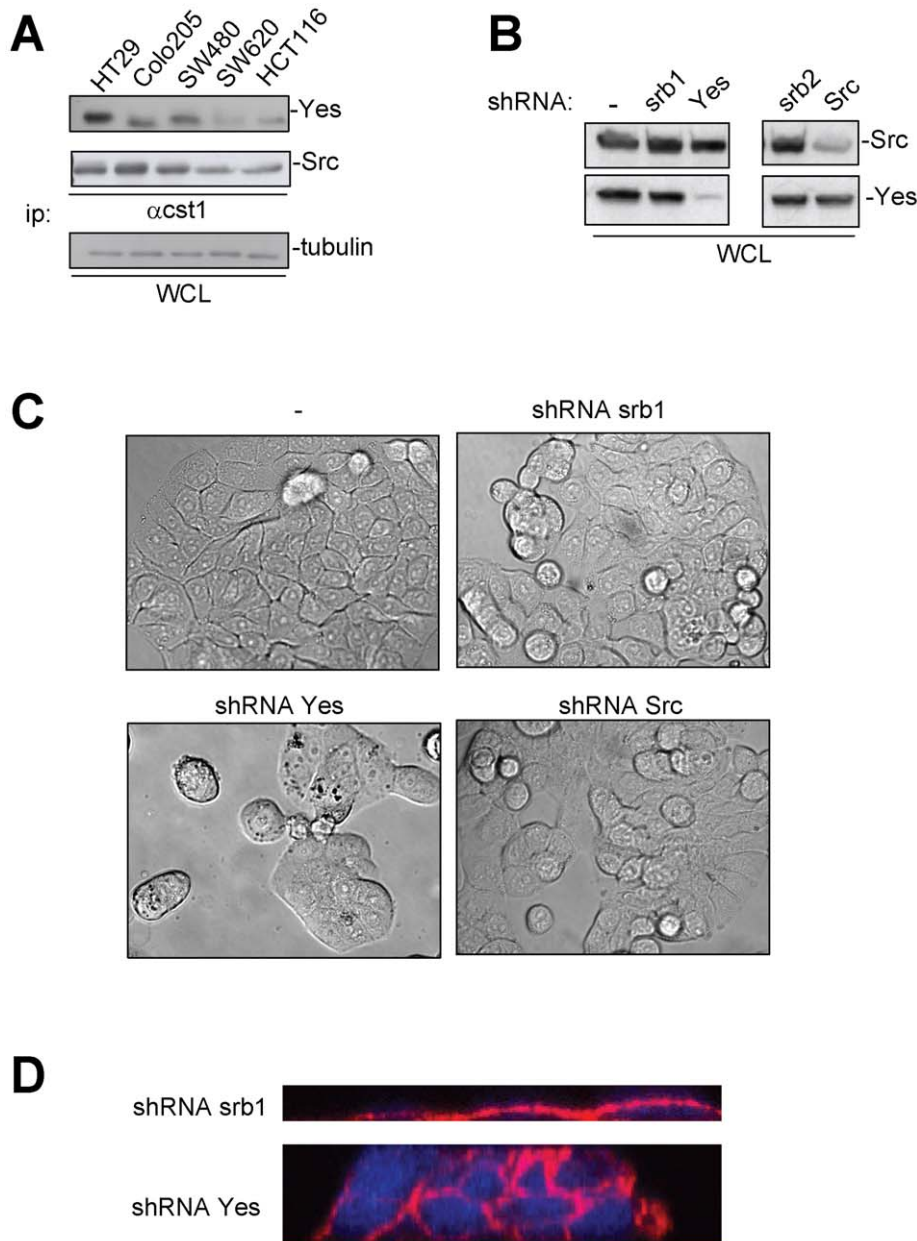 A
HT29 Colo205 SW480 SW620 HCT116
-Yes
-Src
ip:
αcst1
-tubulin
WCL
B
shRNA: - srb1 Yes srb2 Src
-Src
-Yes
WCL
C
- shRNA srb1
shRNA Yes shRNA Src
D
shRNA srb1
shRNA Yes